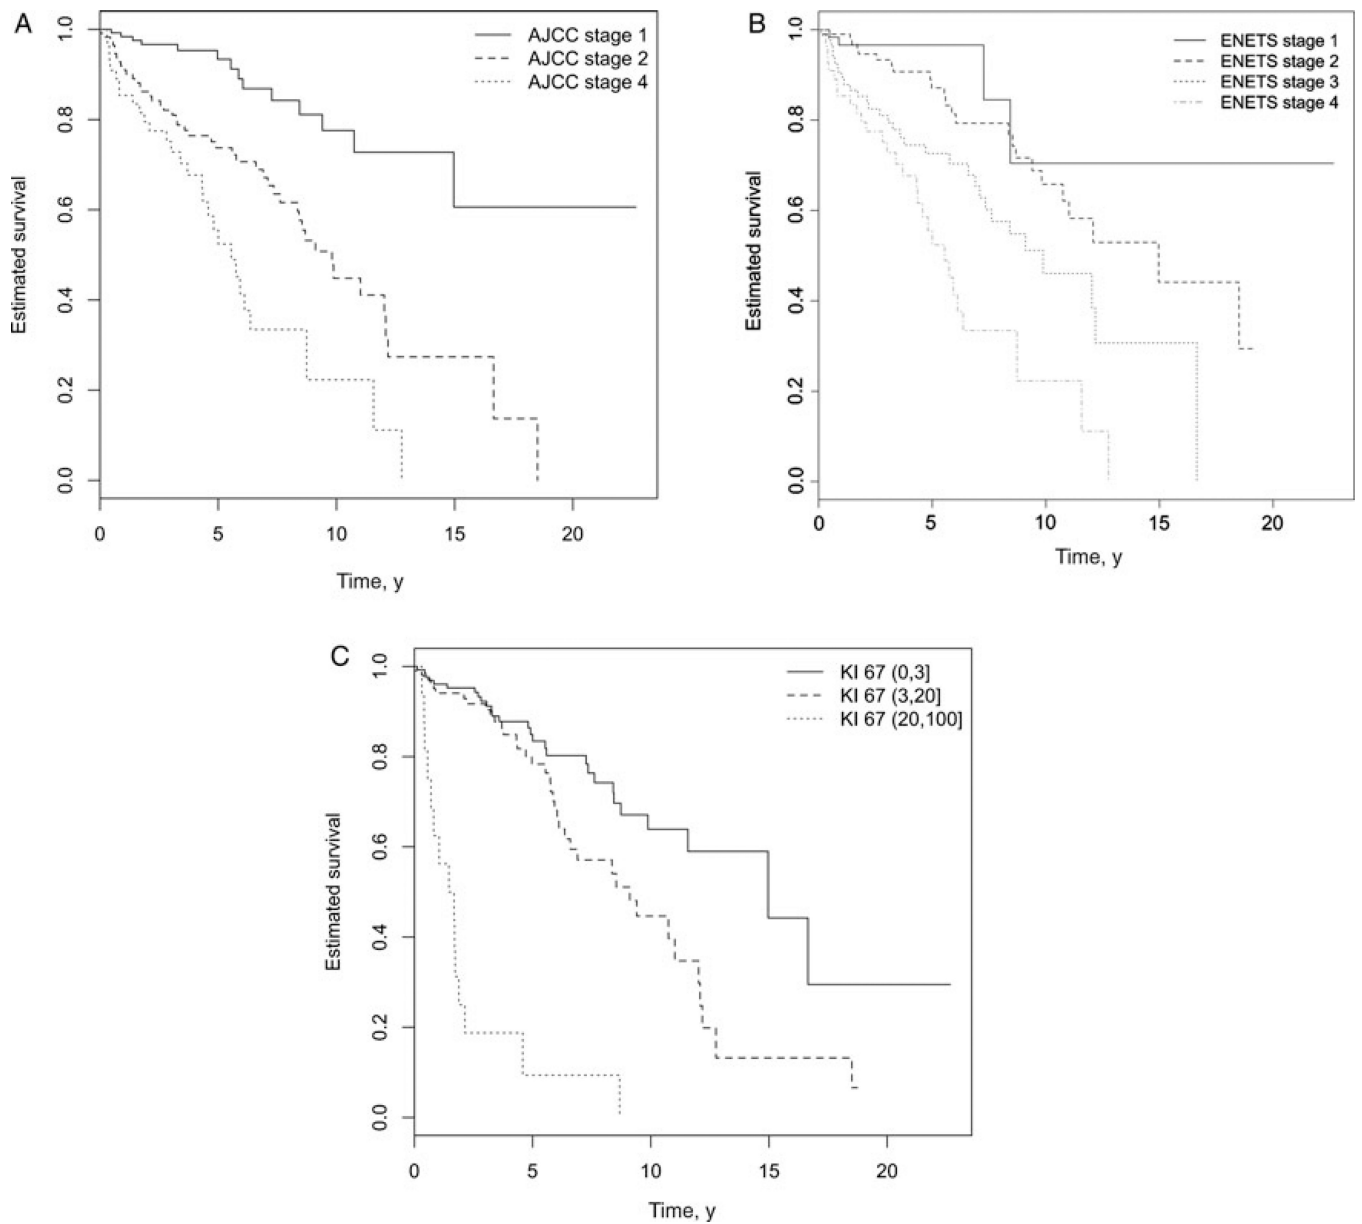 A
AJCC stage 1
AJCC stage 2
AJCC stage 4
1.0
0.8
0.6
0.4
0.2
0.0
Estimated survival
0 5 10 15 20
Time, y
B
ENETS stage 1
ENETS stage 2
ENETS stage 3
ENETS stage 4
1.0
0.8
0.6
0.4
0.2
0.0
Estimated survival
0 5 10 15 20
Time, y
C
KI 67 (0,3]
KI 67 (3,20]
KI 67 (20,100]
1.0
0.8
0.6
0.4
0.2
0.0
Estimated survival
0 5 10 15 20
Time, y